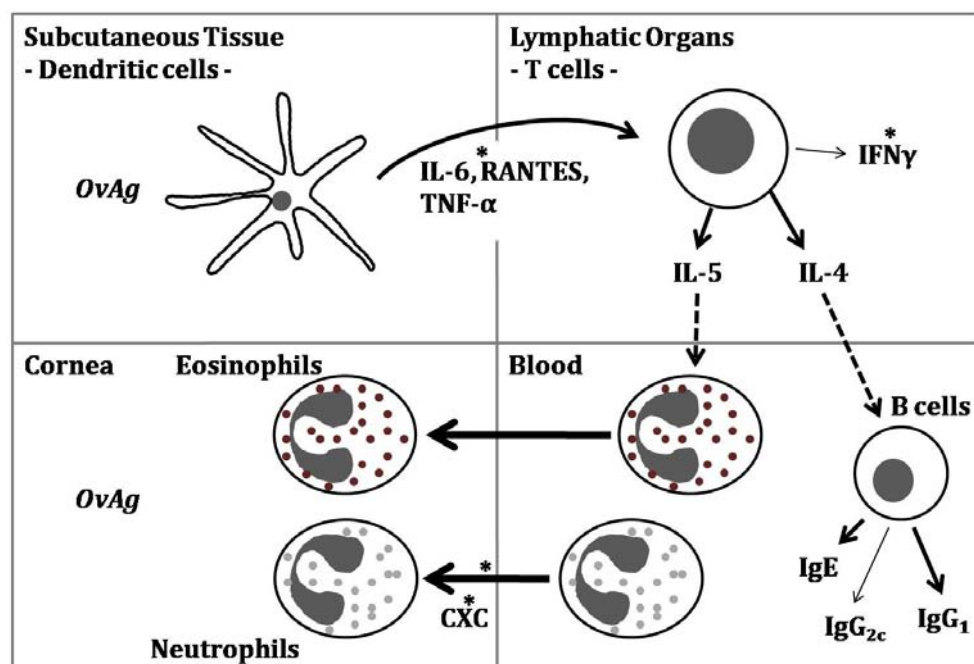 Subcutaneous Tissue
- Dendritic cells -
OvAg
*
IL-6, RANTES,
TNF-α
Lymphatic Organs
- T cells -
*
IFNγ
IL-5
IL-4
Cornea
Eosinophils
OvAg
*
*
CXC
Neutrophils
Blood
B cells
IgE
IgG2c
IgG1